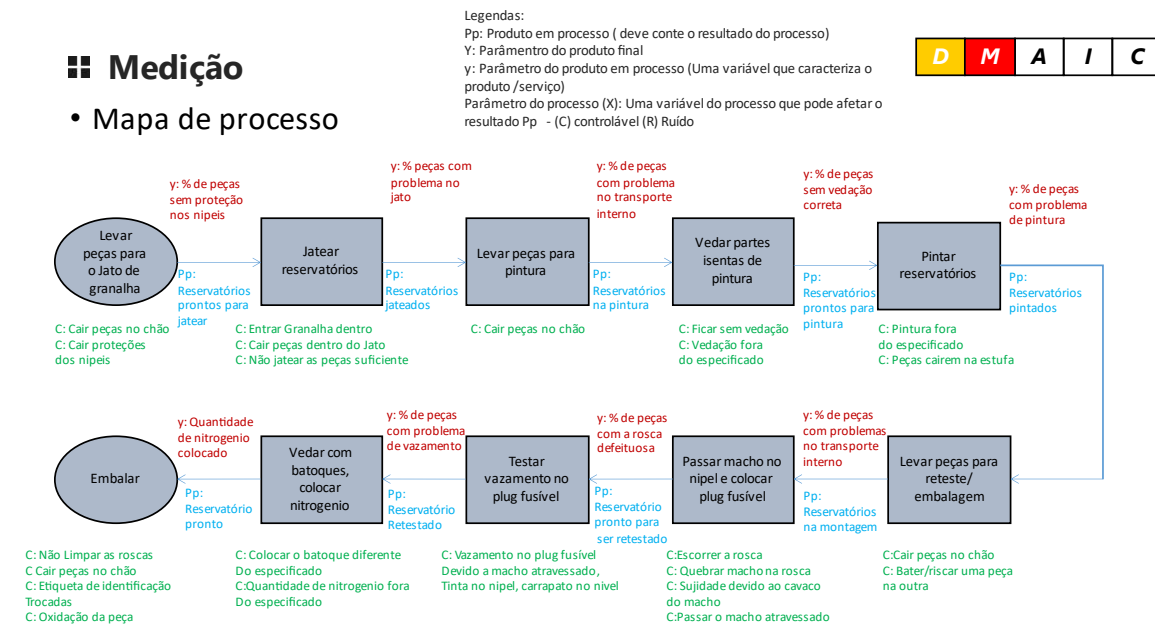 Legendas:
Pp: Produto em processo ( deve conte o resultado do processo)
Y: Parâmentro do produto final
y: Parâmetro do produto em processo (Uma variável que caracteriza o
produto /serviço)
Parâmetro do processo (X): Uma variável do processo que pode afetar o
resultado Pp - (C) controlável (R) Ruído
D M A I C
Medição
• Mapa de processo
y: % de peças
sem proteção
nos nipeis
y: % peças com
problema no
jato
y: % de peças
com problema
no transporte
interno
y: % de peças
sem vedação
correta
y: % de peças
com problema
de pintura
Levar
peças para
o Jato de
granalha
Jatear
reservatórios
Levar peças para
pintura
Vedar partes
isentas de
pintura
Pintar
reservatórios
Pp:
Reservatórios
prontos para
jatear
Pp:
Reservatórios
jateados
Pp:
Reservatórios
na pintura
Pp:
Reservatórios
prontos para
pintura
Pp:
Reservatórios
pintados
C: Cair peças no chão
C: Cair proteções
dos nipeis
C: Entrar Granalha dentro
C: Cair peças dentro do Jato
C: Não jatear as peças suficiente
C: Cair peças no chão
C: Ficar sem vedação
C: Vedação fora
do especificado
C: Pintura fora
do especificado
C: Peças cairem na estufa
y: Quantidade
de nitrogenio
colocado
y: % de peças
com problema
de vazamento
y: % de peças
com a rosca
defeituosa
y: % de peças
com problemas
no transporte
interno
Embalar
Vedar com
batoques,
colocar
nitrogenio
Testar
vazamento no
plug fusível
Passar macho no
nipel e colocar
plug fusível
Levar peças para
reteste/
embalagem
Pp:
Reservatório
pronto
Pp:
Reservatório
Retestado
Pp:
Reservatório
pronto para
ser retestado
Pp:
Reservatórios
na montagem
C: Não Limpar as roscas
C Cair peças no chão
C: Etiqueta de identificação
Trocadas
C: Oxidação da peça
C: Colocar o batoque diferente
Do especificado
C:Quantidade de nitrogenio fora
Do especificado
C: Vazamento no plug fusível
Devido a macho atravessado,
Tinta no nipel, carrapato no nivel
C:Escorrer a rosca
C: Quebrar macho na rosca
C: Sujidade devido ao cavaco
do macho
C:Passar o macho atravessado
C:Cair peças no chão
C: Bater/riscar uma peça
na outra